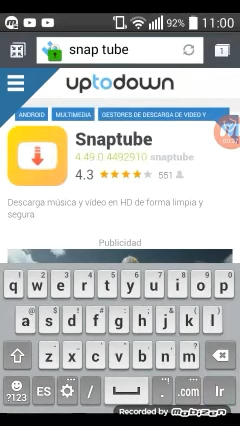 92% 11:00
snap tube 1
uptodown
ANDROID MULTIMEDIA GESTORES DE DESCARGA DE VIDEO Y
Snaptube
4.49.0.4492910 snaptube
4.3 551
Descarga música y vídeo en HD de forma limpia y
segura
Publicidad
q w e r t y u i o p
a s d f g h j k l
z x c v b n m
?123 ES / . .com Ir
Recorded by Mobizen